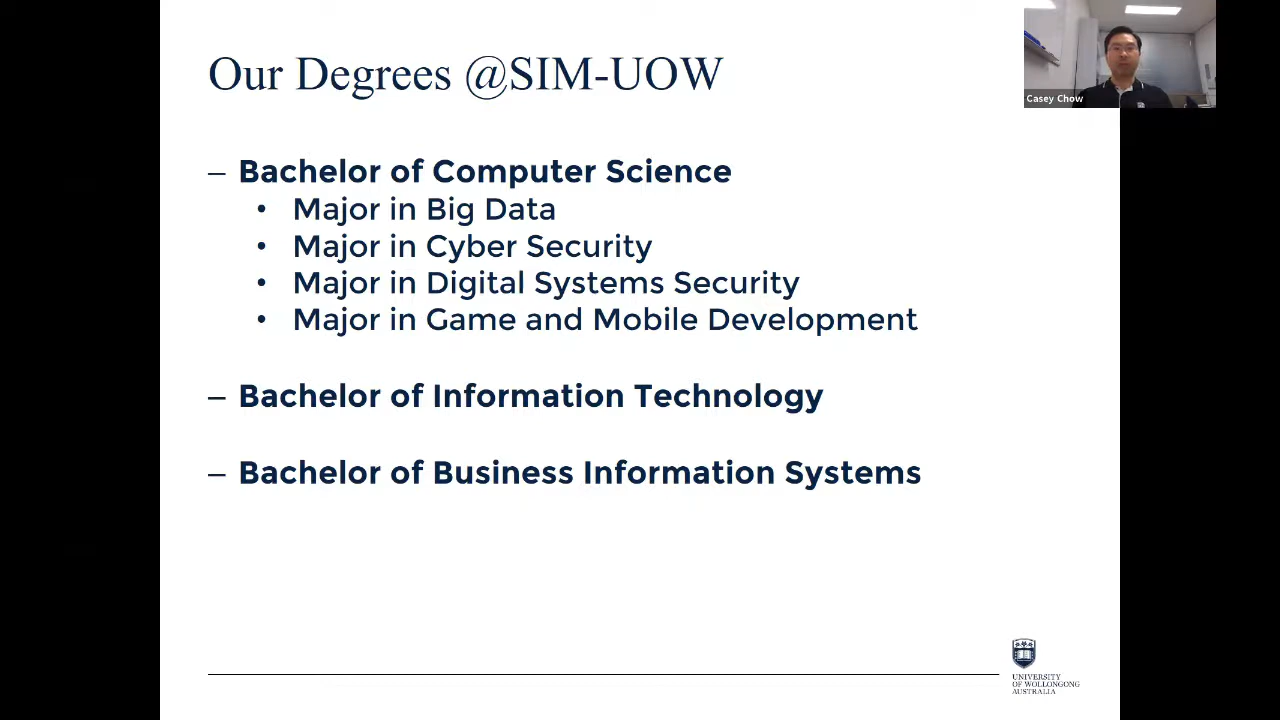 Our Degrees @SIM-UOW
Casey Chow
– Bachelor of Computer Science
• Major in Big Data
• Major in Cyber Security
• Major in Digital Systems Security
• Major in Game and Mobile Development
– Bachelor of Information Technology
– Bachelor of Business Information Systems
UNIVERSITY
OF WOLLONGONG
AUSTRALIA